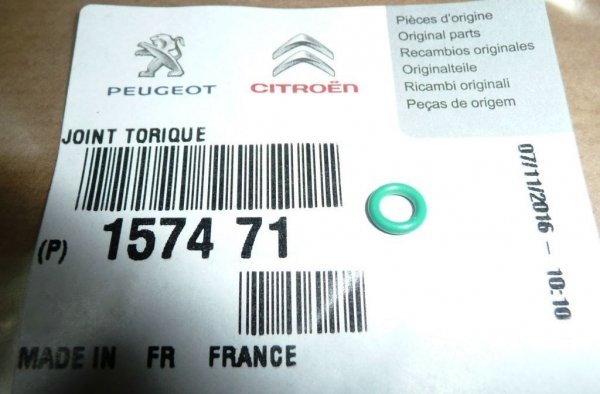 PEUGEOT
CITROËN
Pièces d'origine
Original parts
Recambios originales
Originalteile
Ricambi originali
Peças de origem
JOINT TORIQUE
(P) 1574 71
07/11/2016 - 10:10
MADE IN FR FRANCE